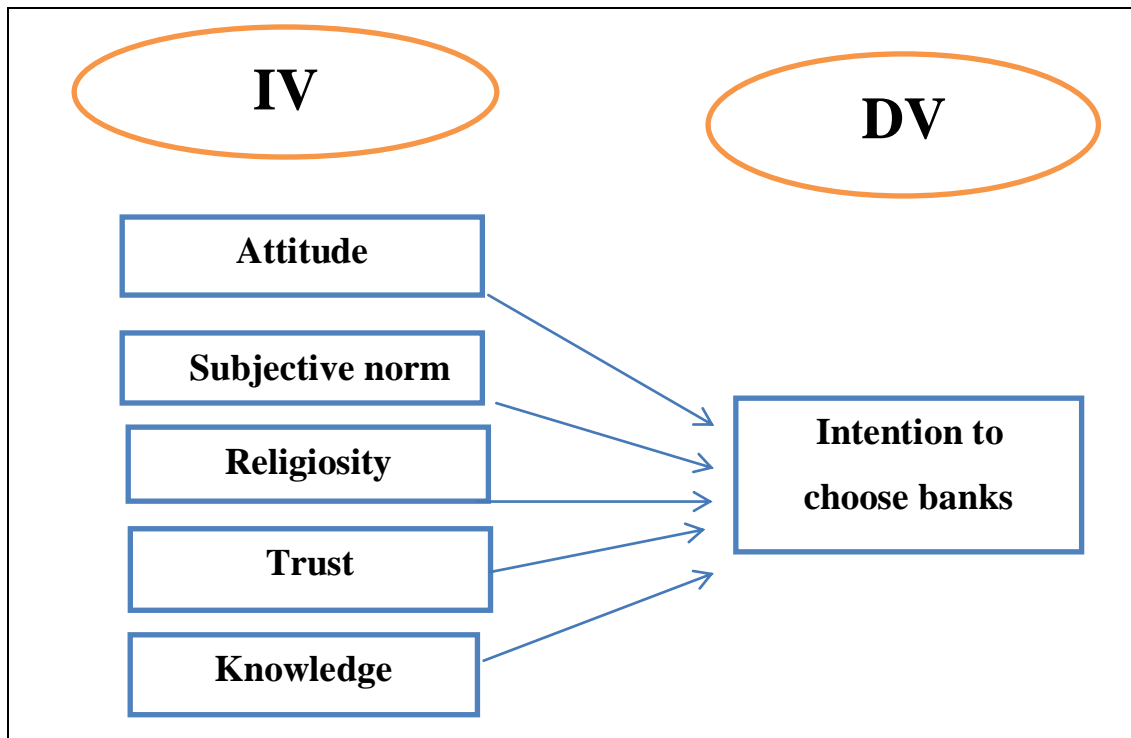 IV
DV
Attitude
Subjective norm
Religiosity
Trust
Knowledge
Intention to
choose banks